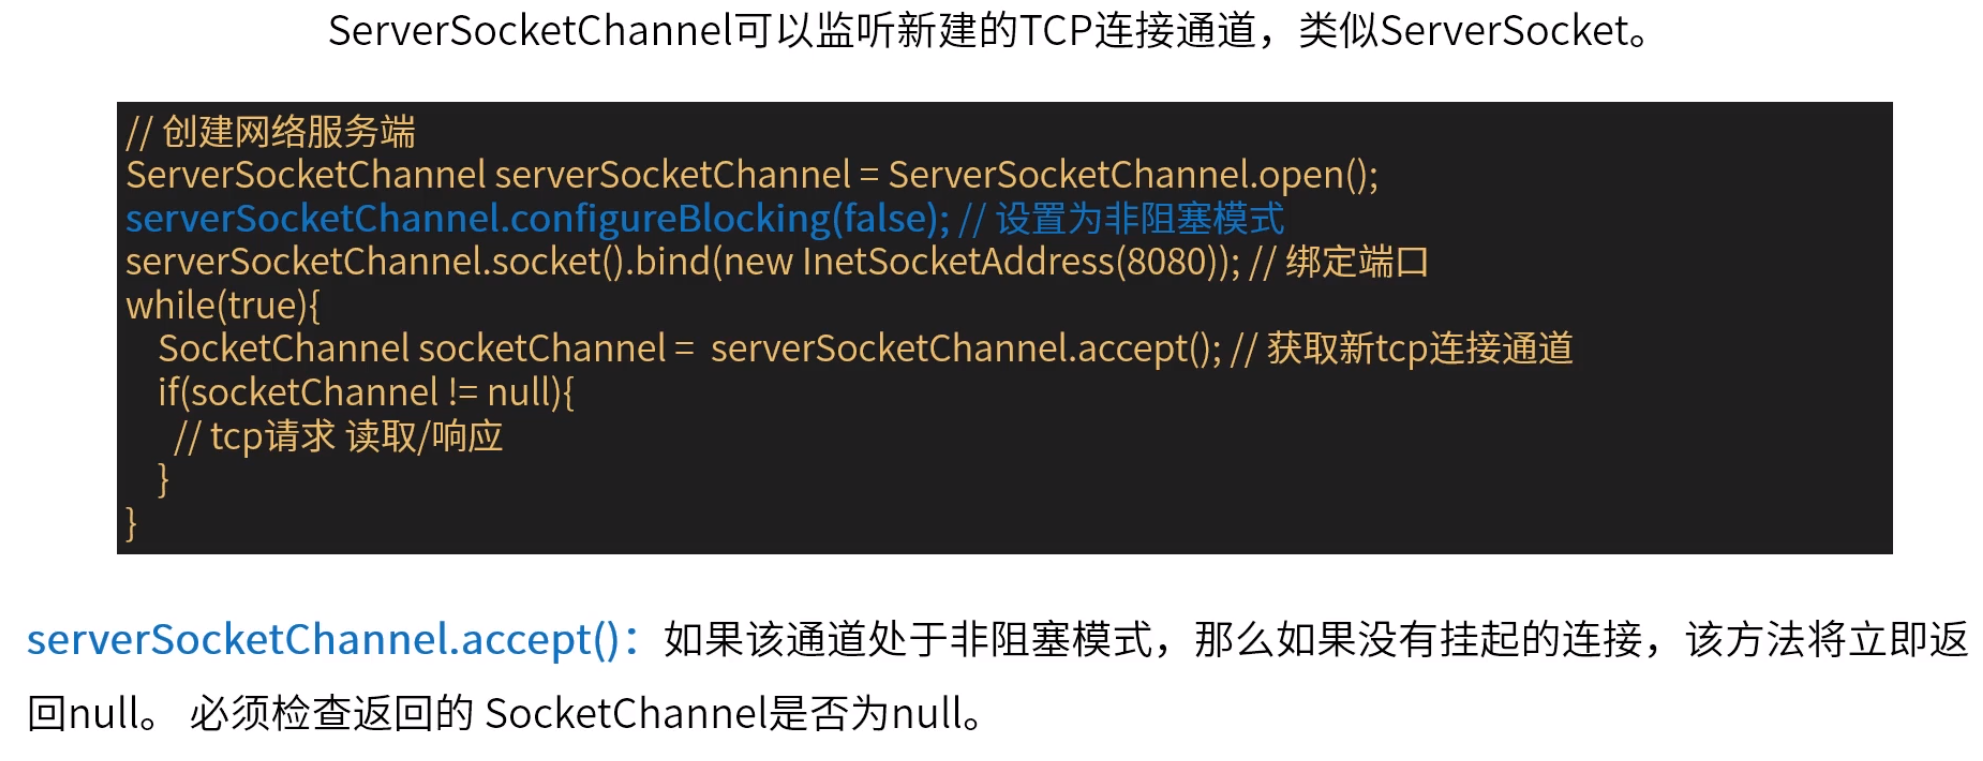 ServerSocketChannel可以监听新建的TCP连接通道，类似ServerSocket。
// 创建网络服务端
ServerSocketChannel serverSocketChannel = ServerSocketChannel.open();
serverSocketChannel.configureBlocking(false); // 设置为非阻塞模式
serverSocketChannel.socket().bind(new InetSocketAddress(8080)); // 绑定端口
while(true){
SocketChannel socketChannel = serverSocketChannel.accept(); // 获取新tcp连接通道
if(socketChannel != null){
// tcp请求 读取/响应
}
}
serverSocketChannel.accept()：如果该通道处于非阻塞模式，那么如果没有挂起的连接，该方法将立即返
回null。 必须检查返回的 SocketChannel是否为null。